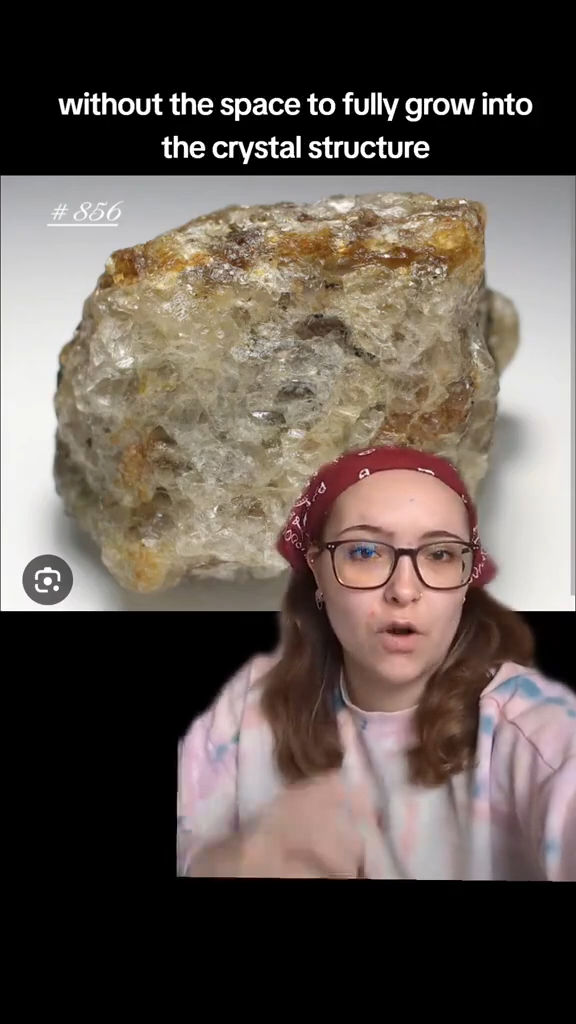 without the space to fully grow into
the crystal structure
# 856